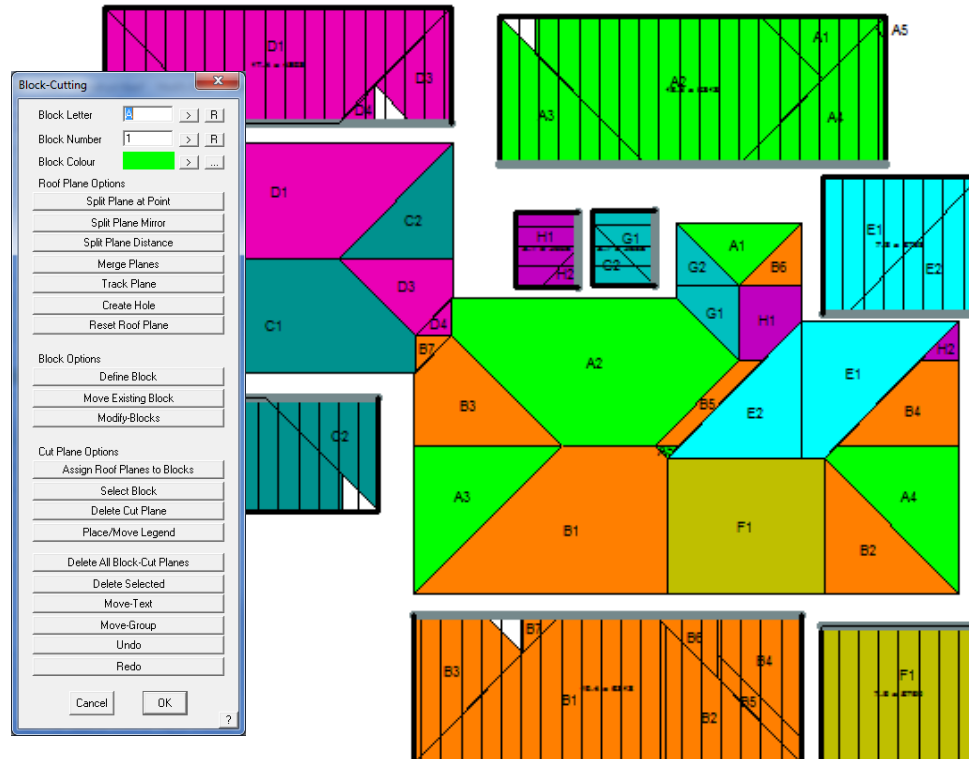 Block-Cutting
x
Block Letter A > R
Block Number 1 > R
Block Colour ...
>
Roof Plane Options
Split Plane at Point
Split Plane Mirror
Split Plane Distance
Merge Planes
Track Plane
Create Hole
Reset Roof Plane
Block Options
Define Block
Move Existing Block
Modify-Blocks
Cut Plane Options
Assign Roof Planes to Blocks
Select Block
Delete Cut Plane
Place/Move Legend
Delete All Block-Cut Planes
Delete Selected
Move-Text
Move-Group
Undo
Redo
Cancel OK
?
D1
D3
D4
A1
A5
A2
A3
A4
D1
C2
D3
D4
C1
B7
C2
H1
H2
G1
C2
A1
G2
B6
G1
H1
E1
E2
A2
E1
H2
B3
B5
E2
B4
A5
A3
A4
B1
F1
B2
B7
B6
B3
B4
B1
B5
B2
F1